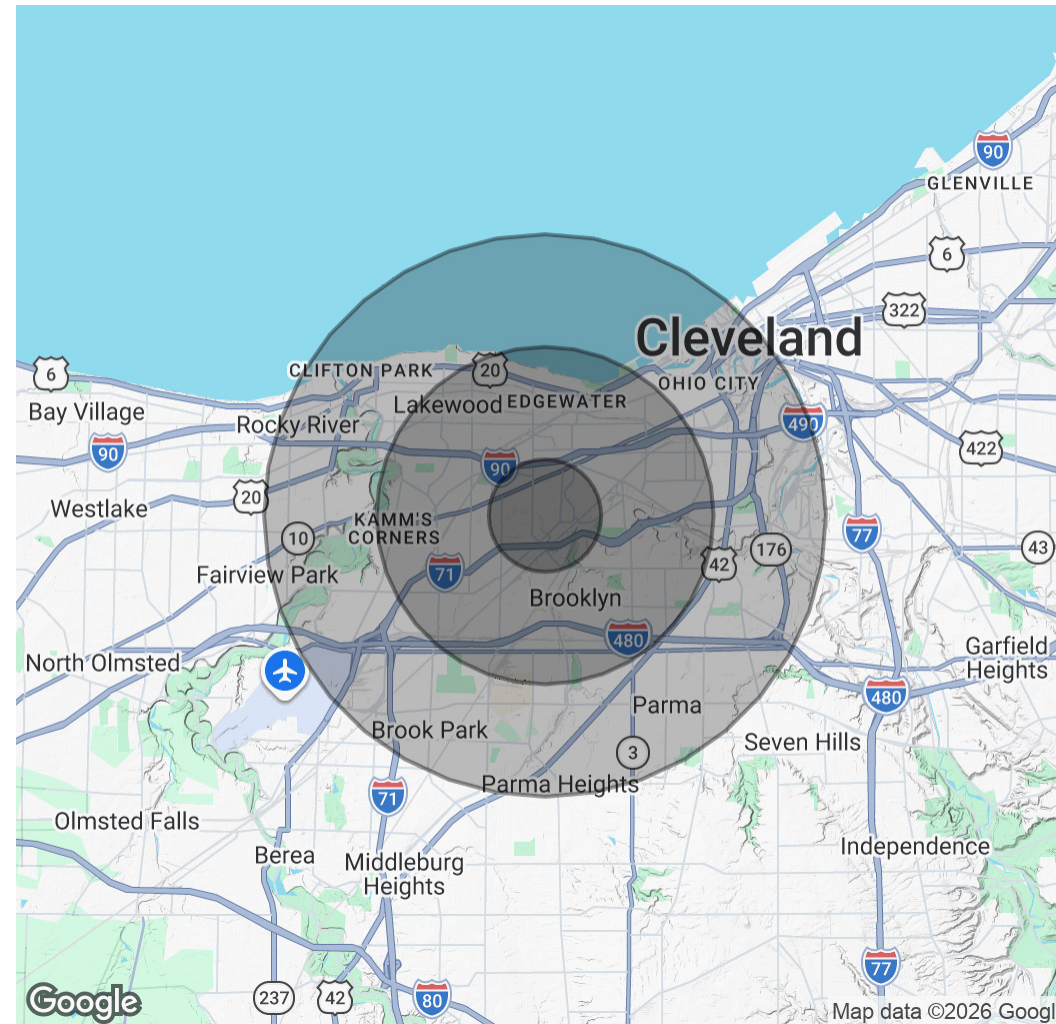 90
GLENVILLE
6
322
Cleveland
CLIFTON PARK
20
6
OHIO CITY
Lakewood
EDGEWATER
Bay Village
Rocky River
490
90
422
90
20
Westlake
KAMM'S
CORNERS
10
77
176
43
42
71
Fairview Park
Brooklyn
480
North Olmsted
Garfield
Heights
480
Parma
Brook Park
Seven Hills
3
Parma Heights
71
Olmsted Falls
Independence
Berea
Middleburg
Heights
77
237
42
80
Google
Map data ©2026 Googl